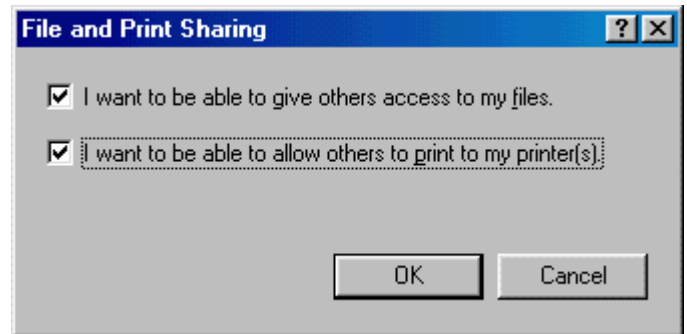 File and Print Sharing
I want to be able to give others access to my files.
I want to be able to allow others to print to my printer(s).
OK Cancel